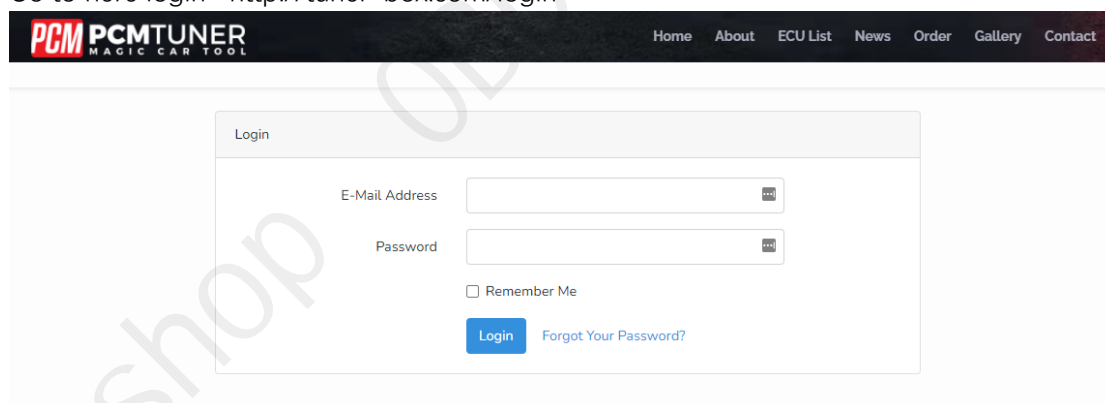 PCM PCMTUNER
MAGIC CAR TOOL
Home About ECU List News Order Gallery Contact
Login
E-Mail Address
Password
Remember Me
Login Forgot Your Password?
shop